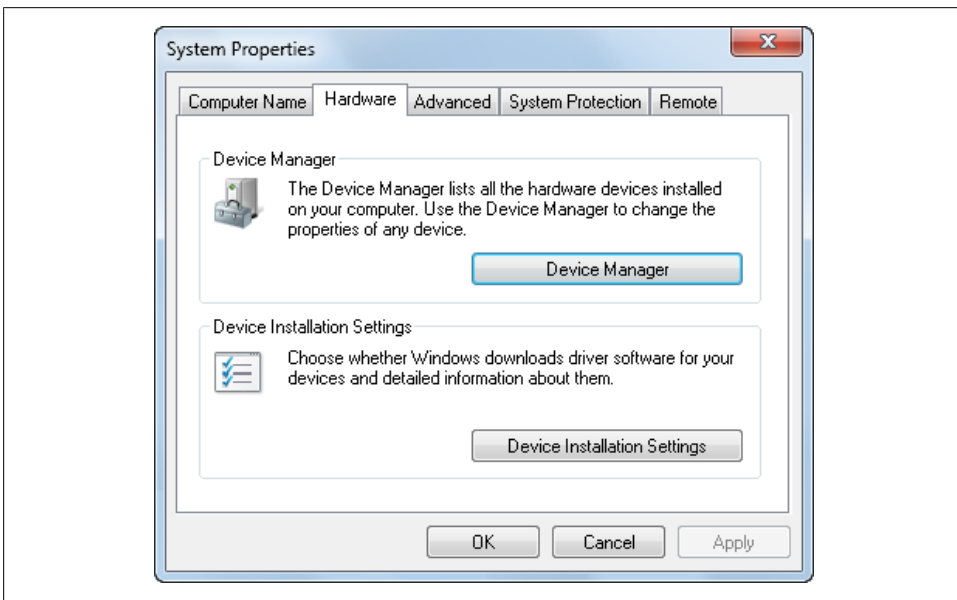 System Properties
Computer Name Hardware Advanced System Protection Remote
Device Manager
The Device Manager lists all the hardware devices installed
on your computer. Use the Device Manager to change the
properties of any device.
Device Manager
Device Installation Settings
Choose whether Windows downloads driver software for your
devices and detailed information about them.
Device Installation Settings
OK Cancel Apply